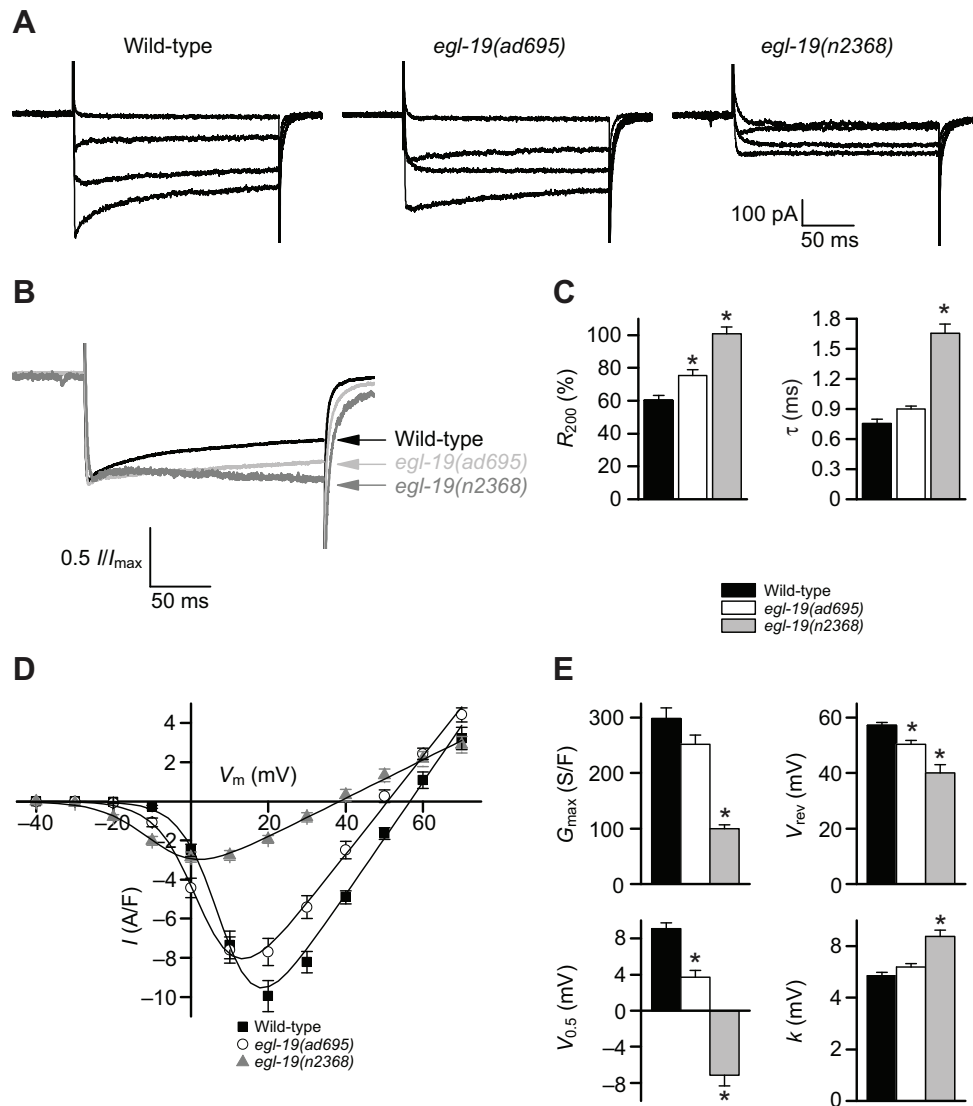 A
Wild-type
egl-19(ad695)
egl-19(n2368)
100 pA
50 ms
B
Wild-type
egl-19(ad695)
egl-19(n2368)
0.5 I/Imax
50 ms
C
R200 (%)
100
80
60
40
20
0
*
*
τ (ms)
1.8
1.5
1.2
0.9
0.6
0.3
0
*
Wild-type
egl-19(ad695)
egl-19(n2368)
D
Vm (mV)
I (A/F)
4
2
–2
–4
–6
–8
–10
–40
–20
20
40
60
Wild-type
egl-19(ad695)
egl-19(n2368)
E
Gmax (S/F)
300
200
100
0
*
Vrev (mV)
60
40
20
0
*
*
V0.5 (mV)
8
4
0
–4
–8
*
*
k (mV)
8
4
2
0
*